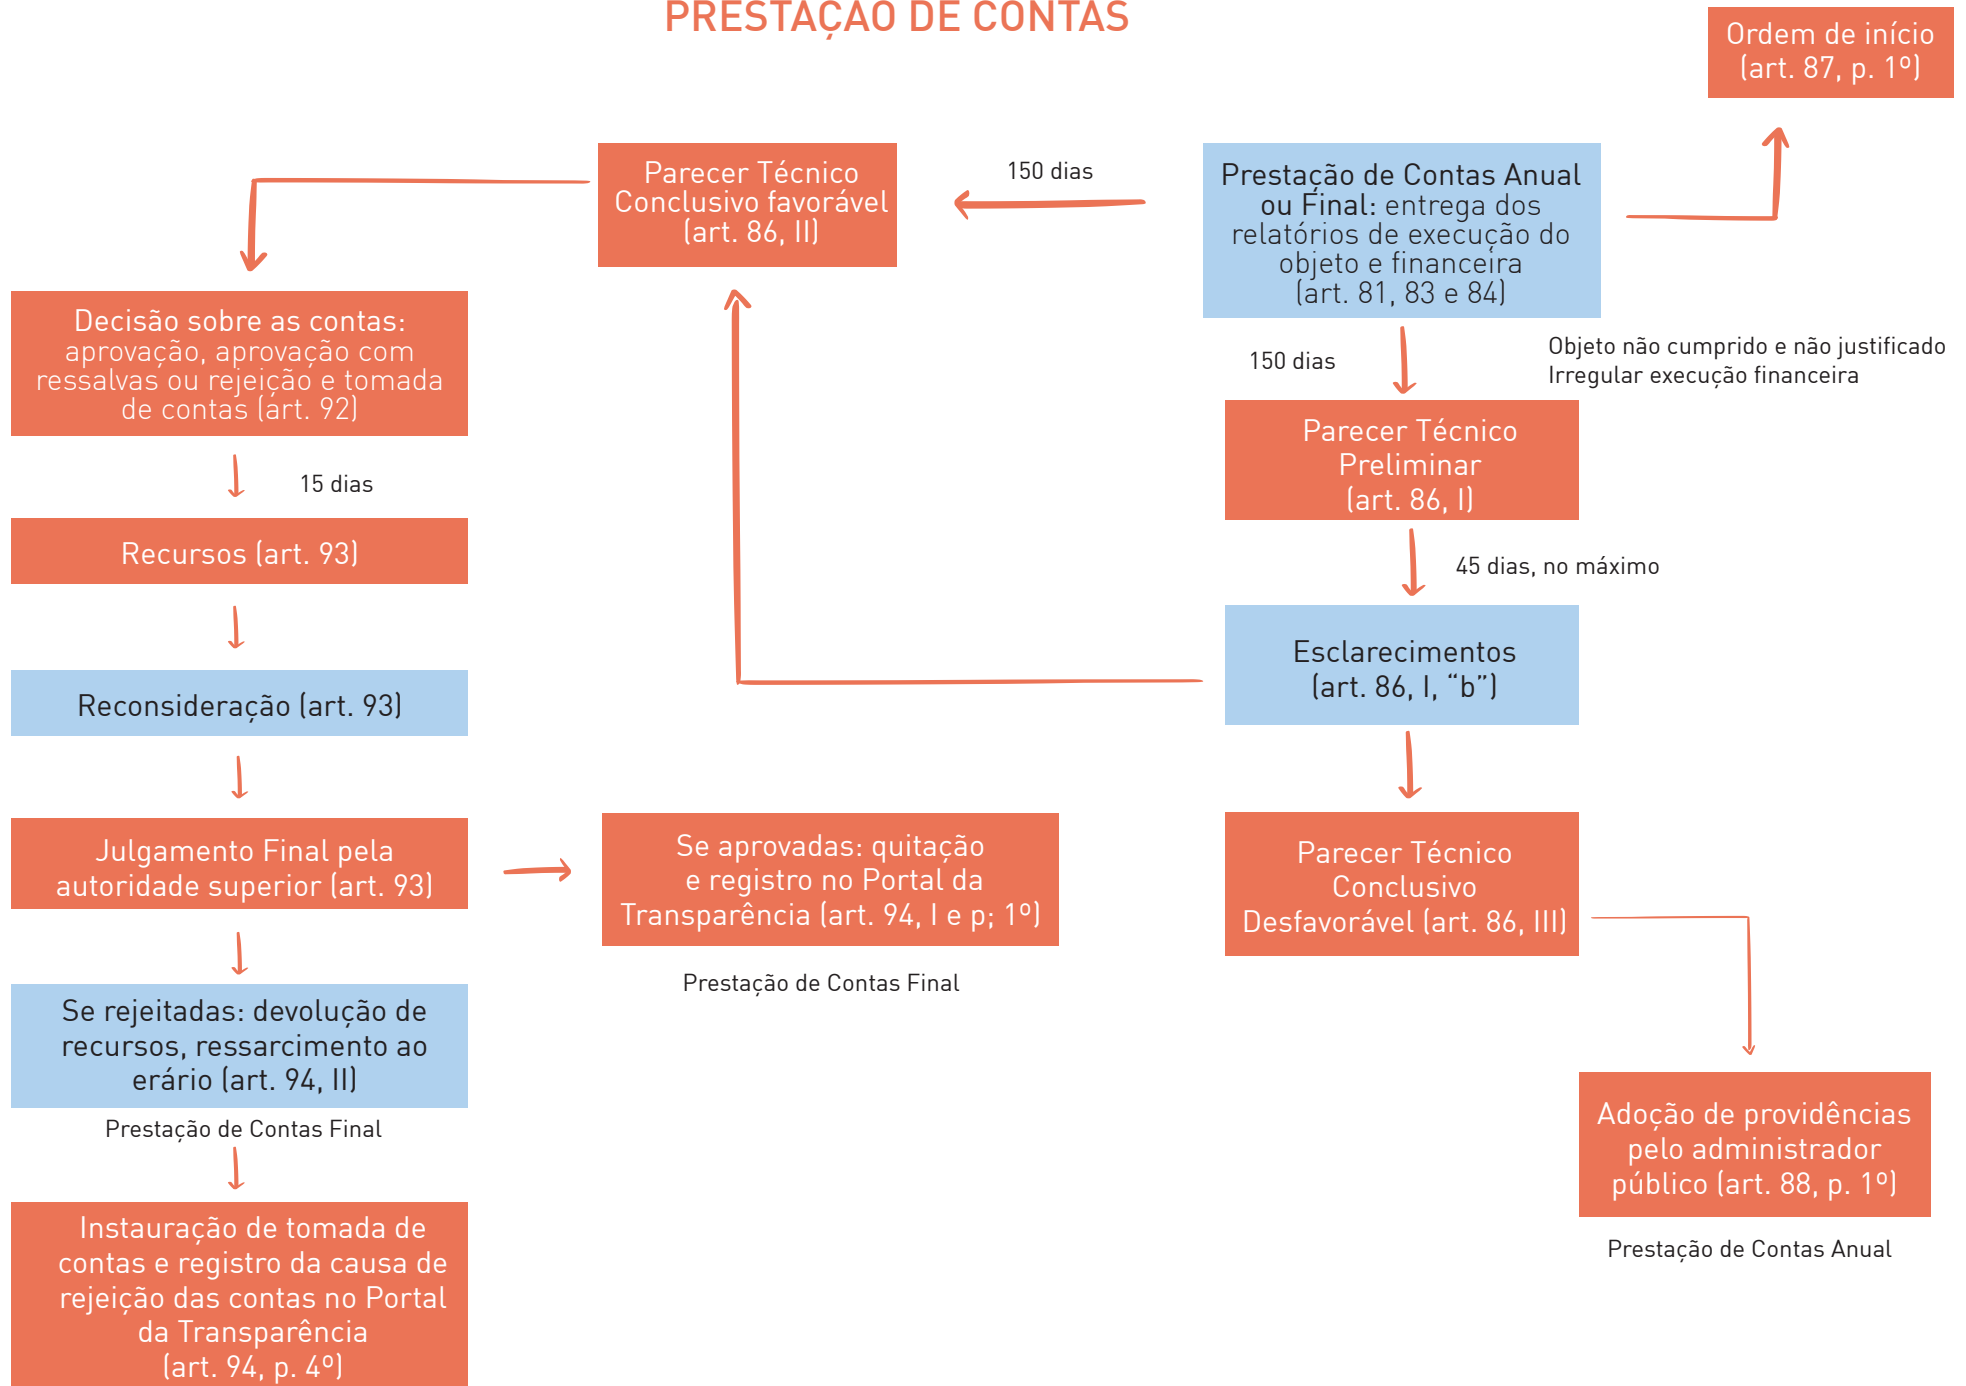 PRESTAÇÃO DE CONTAS
Ordem de início
(art. 87, p. 1º)
Prestação de Contas Anual
ou Final: entrega dos
relatórios de execução do
objeto e financeira
(art. 81, 83 e 84)
150 dias
Parecer Técnico
Conclusivo favorável
(art. 86, II)
Decisão sobre as contas:
aprovação, aprovação com
ressalvas ou rejeição e tomada
de contas (art. 92)
15 dias
Recursos (art. 93)
Reconsideração (art. 93)
Julgamento Final pela
autoridade superior (art. 93)
Se aprovadas: quitação
e registro no Portal da
Transparência (art. 94, I e p; 1º)
Prestação de Contas Final
Se rejeitadas: devolução de
recursos, ressarcimento ao
erário (art. 94, II)
Prestação de Contas Final
Instauração de tomada de
contas e registro da causa de
rejeição das contas no Portal
da Transparência
(art. 94, p. 4º)
150 dias
Objeto não cumprido e não justificado
Irregular execução financeira
Parecer Técnico
Preliminar
(art. 86, I)
45 dias, no máximo
Esclarecimentos
(art. 86, I, “b”)
Parecer Técnico
Conclusivo
Desfavorável (art. 86, III)
Adoção de providências
pelo administrador
público (art. 88, p. 1º)
Prestação de Contas Anual